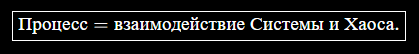 Процесс = взаимодействие Системы и Хаоса.